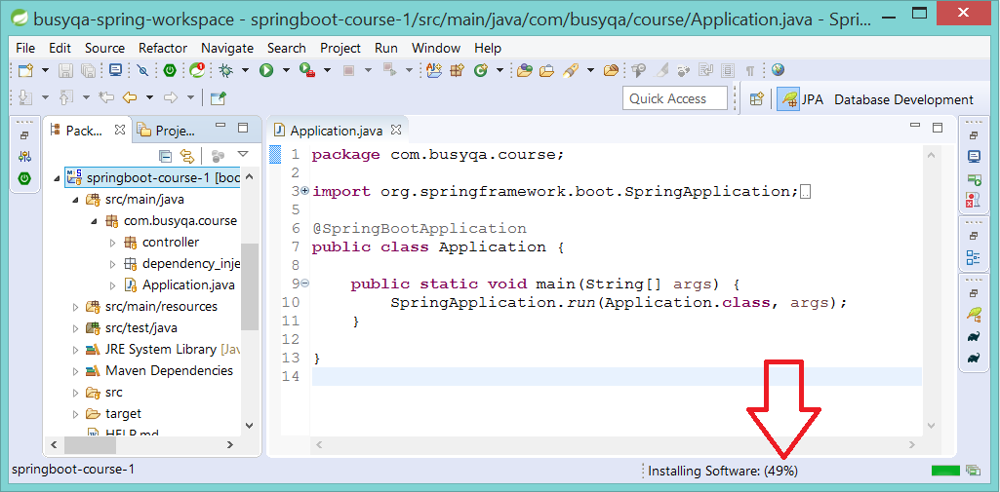 busyqa-spring-workspace - springboot-course-1/src/main/java/com/busyqa/course/Application.java - Spri...
File Edit Source Refactor Navigate Search Project Run Window Help
Quick Access
JPA Database Development
Pack...
Proje...
springboot-course-1 [boo
src/main/java
com.busyqa.course
controller
dependency_inje
Application.java
src/main/resources
src/test/java
JRE System Library [Jav
Maven Dependencies
src
target
HELP.md
Application.java
1 package com.busyqa.course;
2
3 import org.springframework.boot.SpringApplication;
5
6 @SpringBootApplication
7 public class Application {
8
9 public static void main(String[] args) {
10 SpringApplication.run(Application.class, args);
11 }
12
13 }
14
springboot-course-1
Installing Software: (49%)